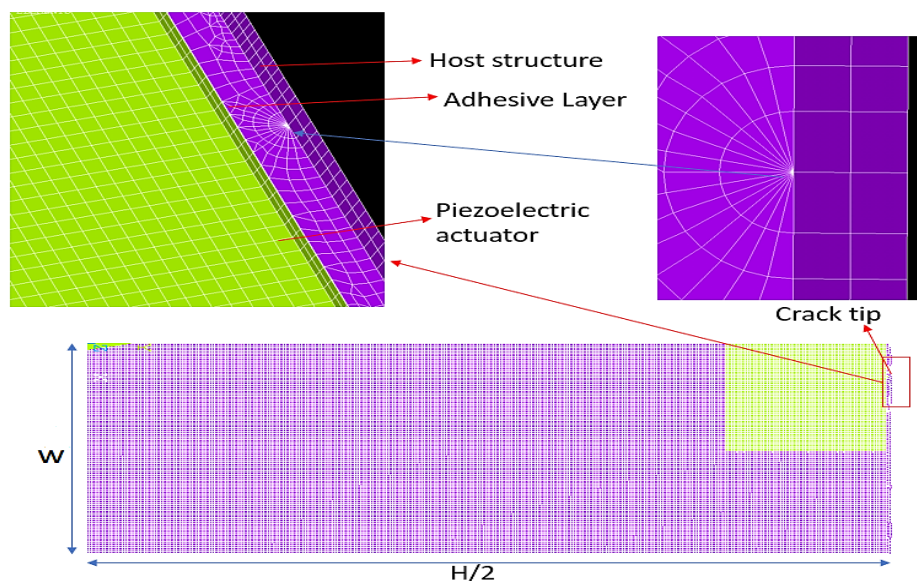 Host structure
Adhesive Layer
Piezoelectric
actuator
Crack tip
W
H/2